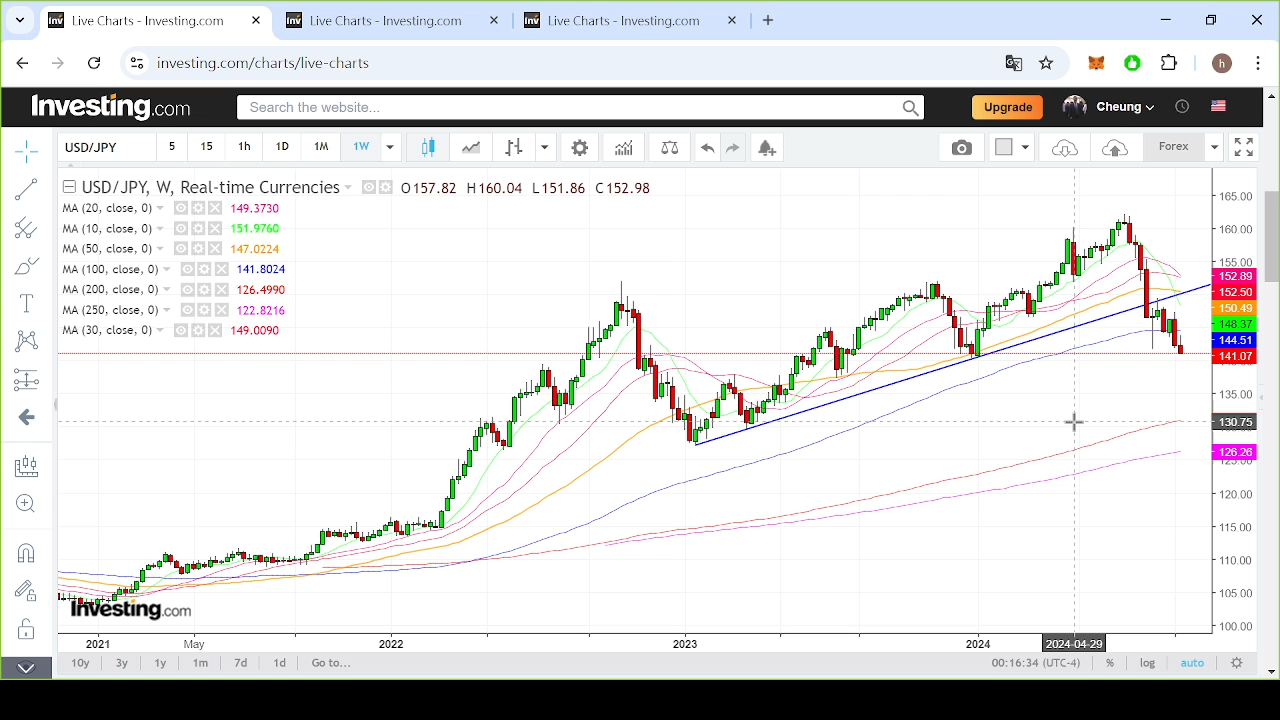 Live Charts - Investing.com
Live Charts - Investing.com
Live Charts - Investing.com
investing.com/charts/live-charts
Investing.com
Search the website...
Upgrade
Cheung
USD/JPY
5
15
1h
1D
1M
1W
Forex
USD/JPY, W, Real-time Currencies
O157.82 H160.04 L151.86 C152.98
MA (20, close, 0) 149.3730
MA (10, close, 0) 151.9760
MA (50, close, 0) 147.0224
MA (100, close, 0) 141.8024
MA (200, close, 0) 126.4990
MA (250, close, 0) 122.8216
MA (30, close, 0) 149.0090
165.00
160.00
155.00
152.89
152.50
150.49
148.37
144.51
141.07
135.00
130.75
126.26
125.00
120.00
115.00
110.00
105.00
100.00
Investing.com
2021
May
2022
2023
2024
2024-04-29
10y
3y
1y
1m
7d
1d
Go to...
00:16:34 (UTC-4)
%
log
auto